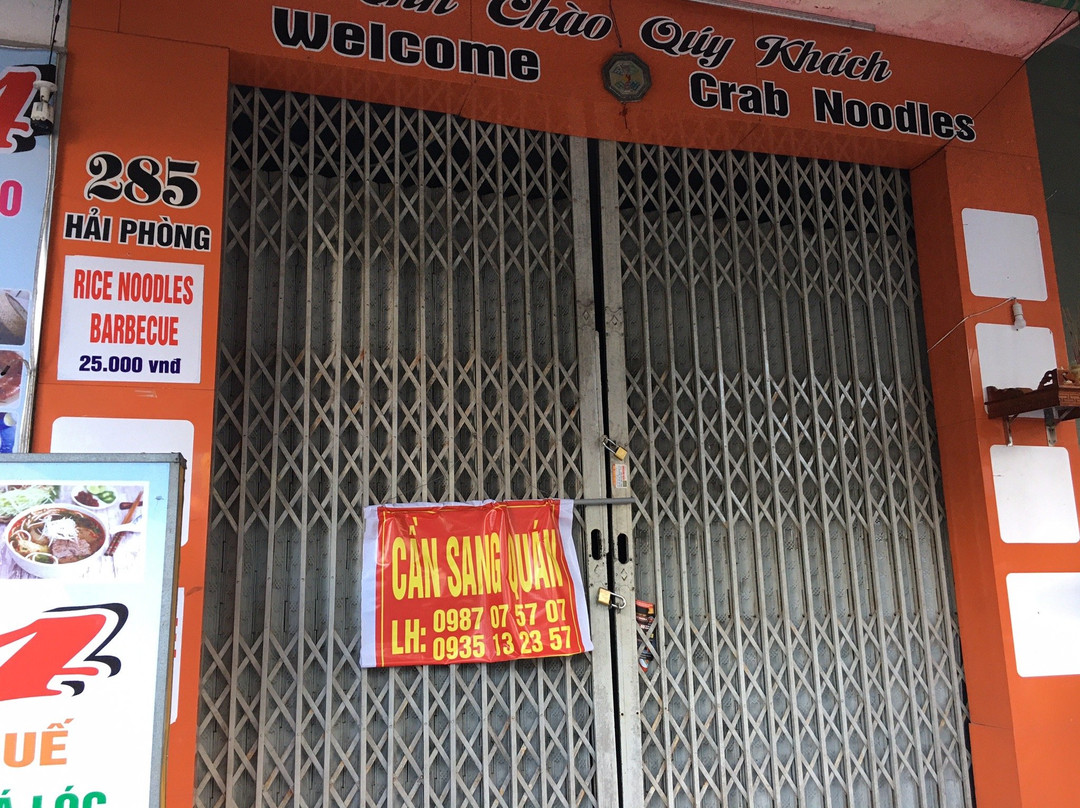 Chào Quý Khách
Welcome
Crab Noodles
285
HẢI PHÒNG
RICE NOODLES
BARBECUE
25.000 vnđ
CẦN SANG QUÁN
LH: 0987 07 57 07
0935 13 23 57